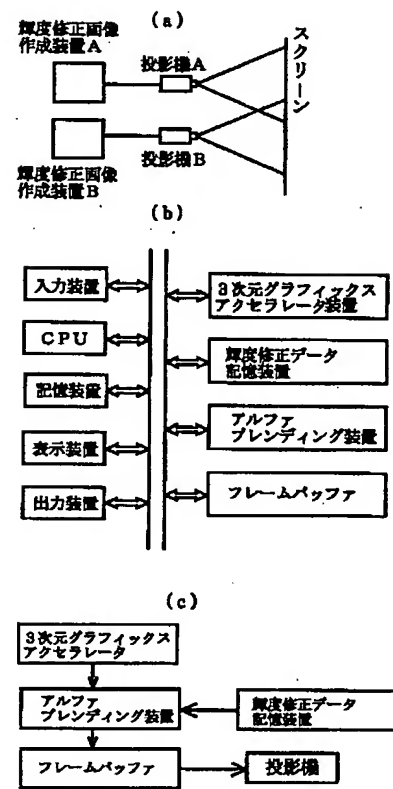 (a)
輝度修正画像
作成装置A
投影機A
スクリーン
投影機B
輝度修正画像
作成装置B
(b)
入力装置
CPU
記憶装置
表示装置
出力装置
3次元グラフィックス
アクセラレータ装置
輝度修正データ
記憶装置
アルファ
ブレンディング装置
フレームバッファ
(c)
3次元グラフィックス
アクセラレータ
アルファ
ブレンディング装置
輝度修正データ
記憶装置
フレームバッファ
投影機